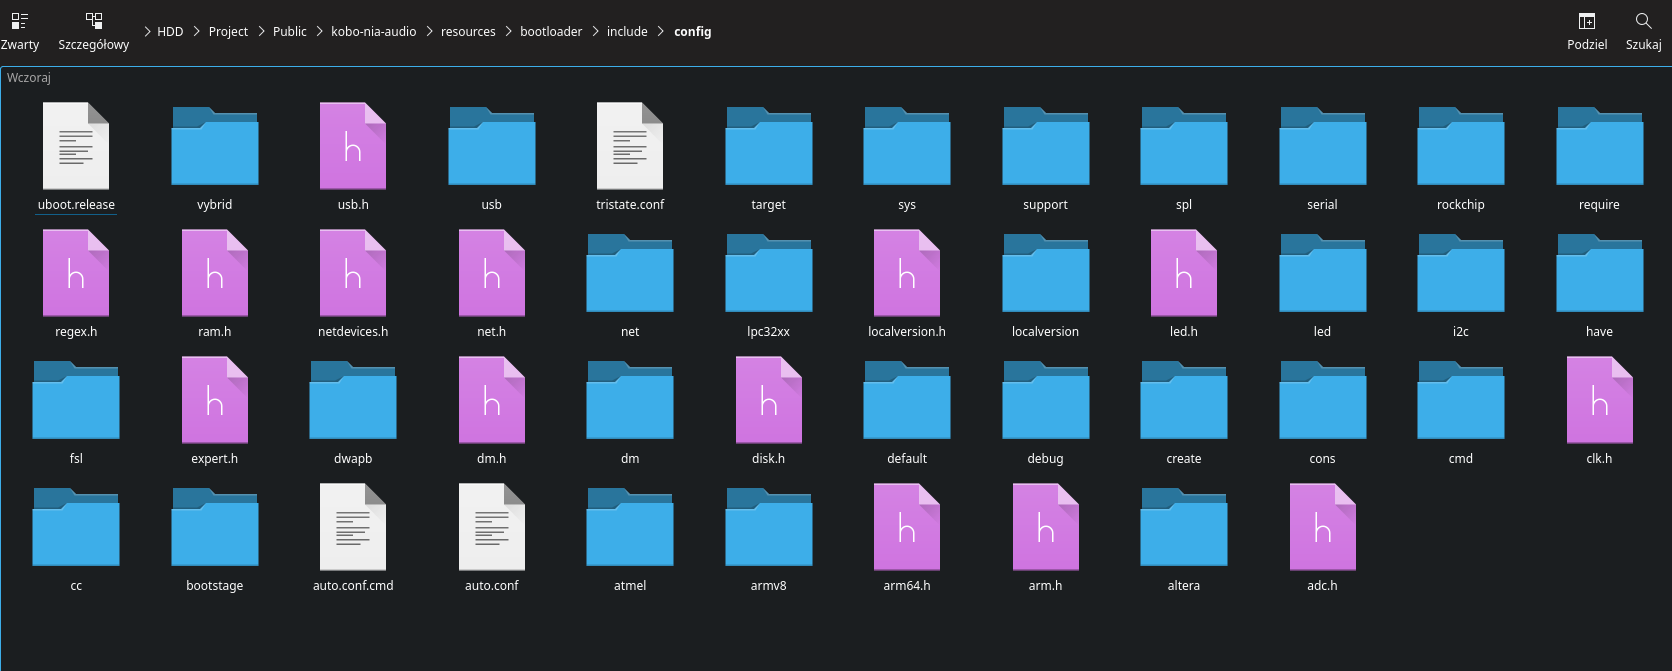 Zwarty Szczegółowy HDD Project Public kobo-nia-audio resources bootloader include config Podziel Szukaj
Wczoraj
uboot.release vybrid usb.h usb tristate.conf target sys support spl serial rockchip require
regex.h ram.h netdevices.h net.h net lpc32xx localversion.h localversion led.h led i2c have
fsl expert.h dwapb dm.h dm disk.h default debug create cons cmd clk.h
cc bootstage auto.conf.cmd auto.conf atmel armv8 arm64.h arm.h altera adc.h